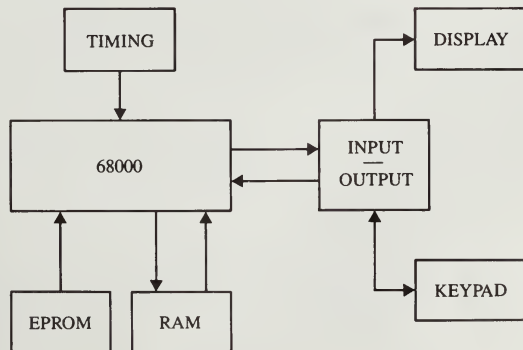 TIMING
DISPLAY
68000
INPUT
OUTPUT
EPROM
RAM
KEYPAD